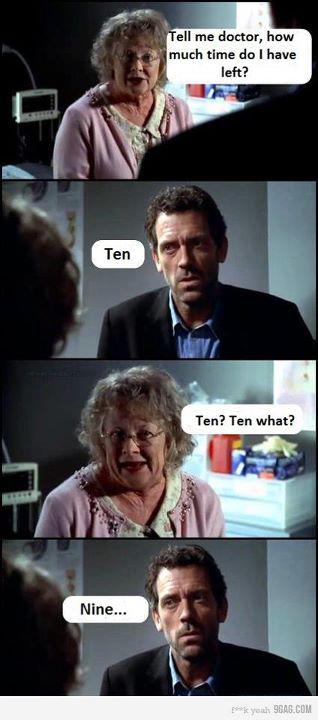 Tell me doctor, how
much time do I have
left?
Ten
Ten? Ten what?
Nine...
f**k yeah 9GAG.COM